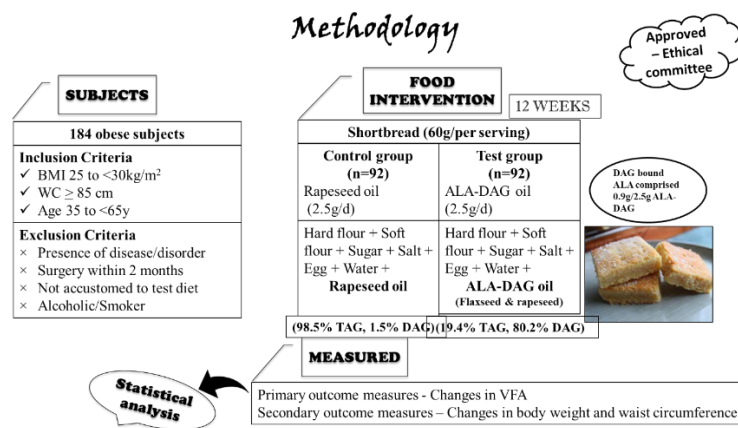 Methodology
Approved
– Ethical
committee
SUBJECTS
184 obese subjects
Inclusion Criteria
✓ BMI 25 to <30kg/m²
✓ WC ≥ 85 cm
✓ Age 35 to <65y
Exclusion Criteria
× Presence of disease/disorder
× Surgery within 2 months
× Not accustomed to test diet
× Alcoholic/Smoker
FOOD
INTERVENTION
12 WEEKS
Shortbread (60g/per serving)
Control group
(n=92)
Rapeseed oil
(2.5g/d)
Test group
(n=92)
ALA-DAG oil
(2.5g/d)
Hard flour + Soft
flour + Sugar + Salt +
Egg + Water +
Rapeseed oil
Hard flour + Soft
flour + Sugar + Salt +
Egg + Water +
ALA-DAG oil
(Flaxseed & rapeseed)
(98.5% TAG, 1.5% DAG)
(19.4% TAG, 80.2% DAG)
DAG bound
ALA comprised
0.9g/2.5g ALA-
DAG
MEASURED
Primary outcome measures - Changes in VFA
Secondary outcome measures – Changes in body weight and waist circumference
Statistical
analysis